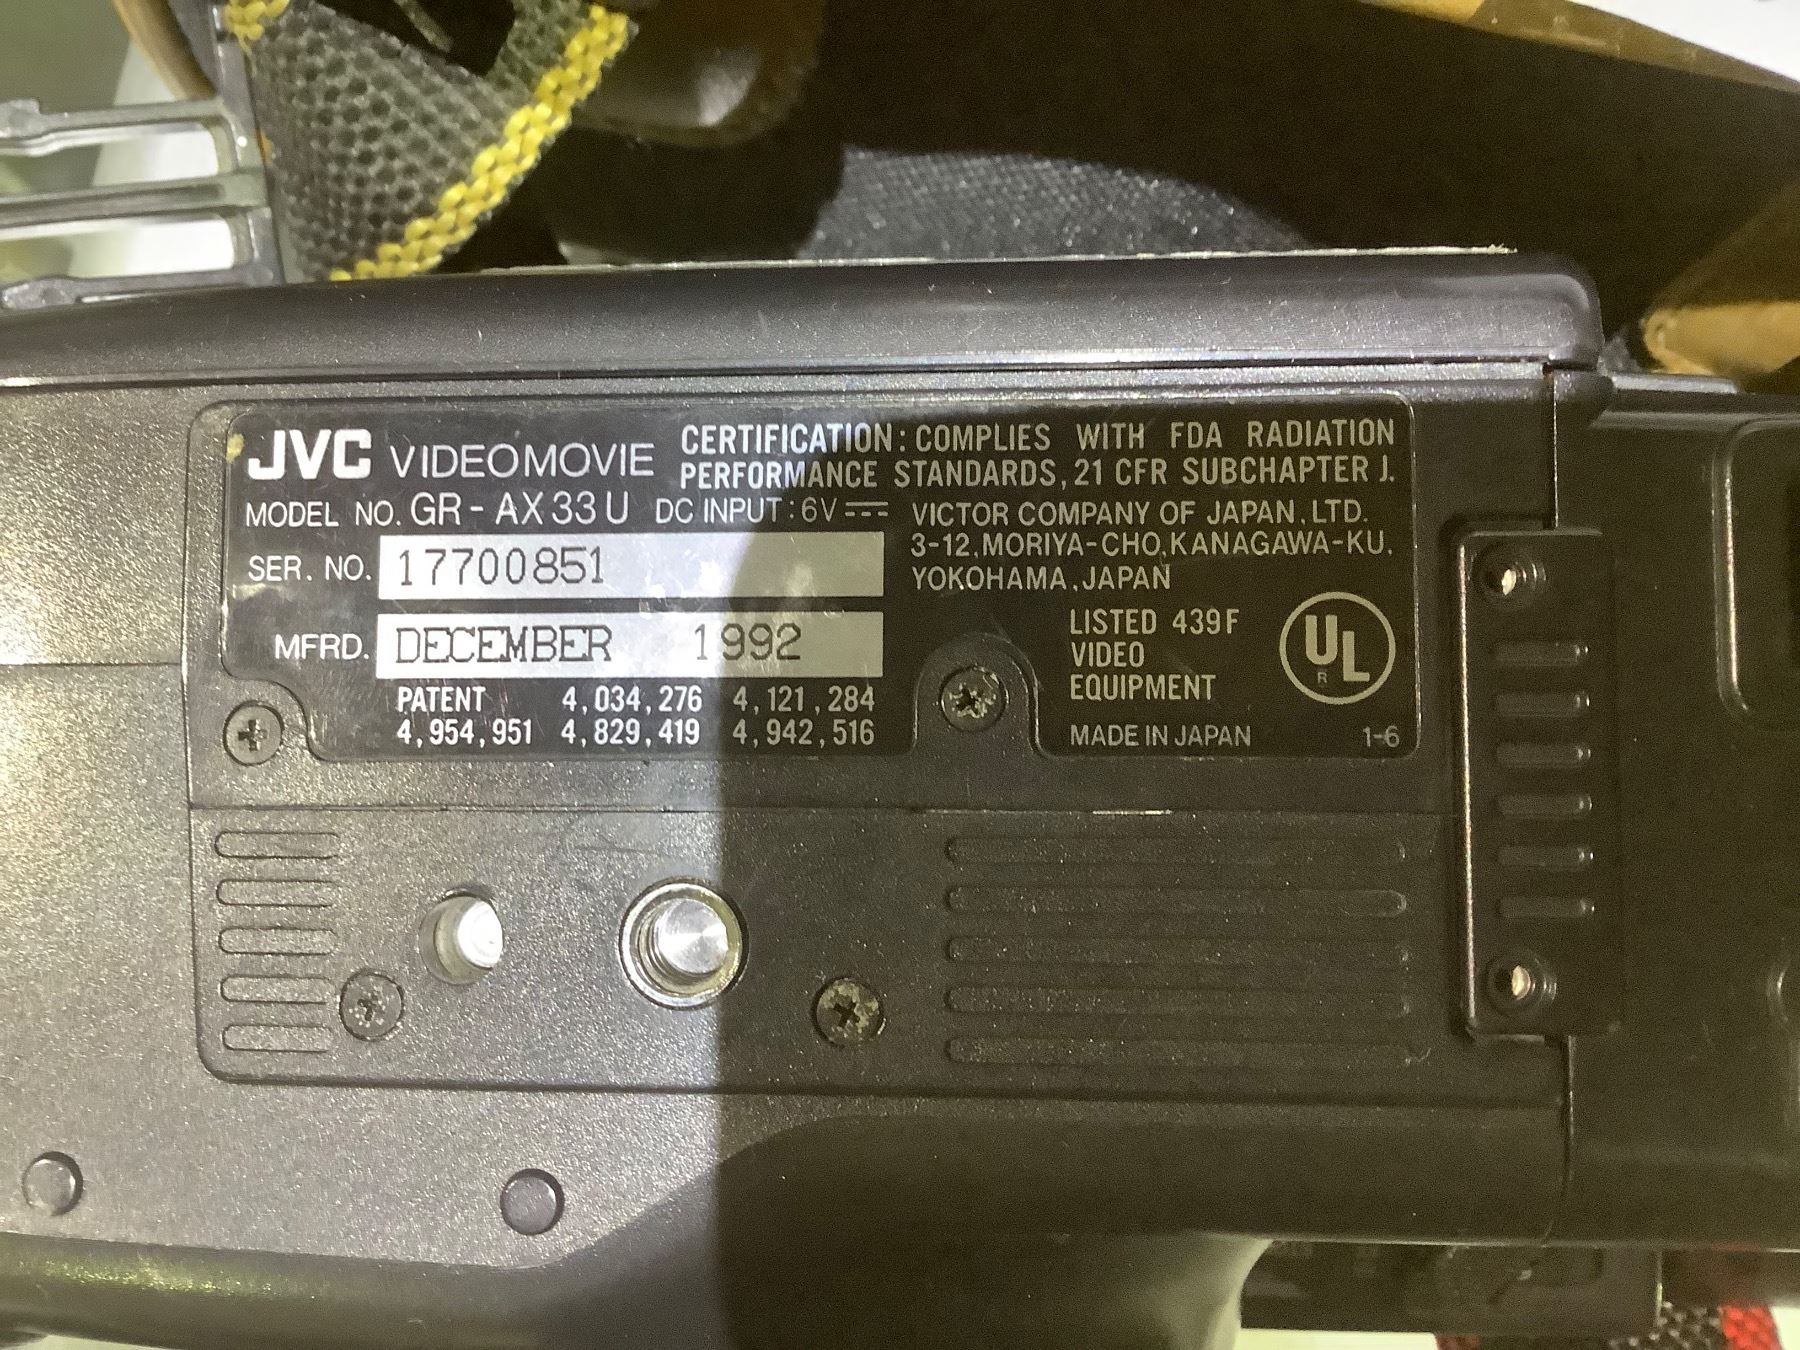 JVC VIDEOMOVIE
MODEL NO. GR-AX33U DC INPUT : 6V
SER. NO. 17700851
MFRD. DECEMBER 1992
PATENT 4,034,276 4,121,284
4,954,951 4,829,419 4,942,516
CERTIFICATION: COMPLIES WITH FDA RADIATION
PERFORMANCE STANDARDS, 21 CFR SUBCHAPTER J.
VICTOR COMPANY OF JAPAN, LTD.
3-12, MORIYA-CHO, KANAGAWA-KU,
YOKOHAMA, JAPAN
LISTED 439F
VIDEO
EQUIPMENT
UL
R
MADE IN JAPAN 1-6